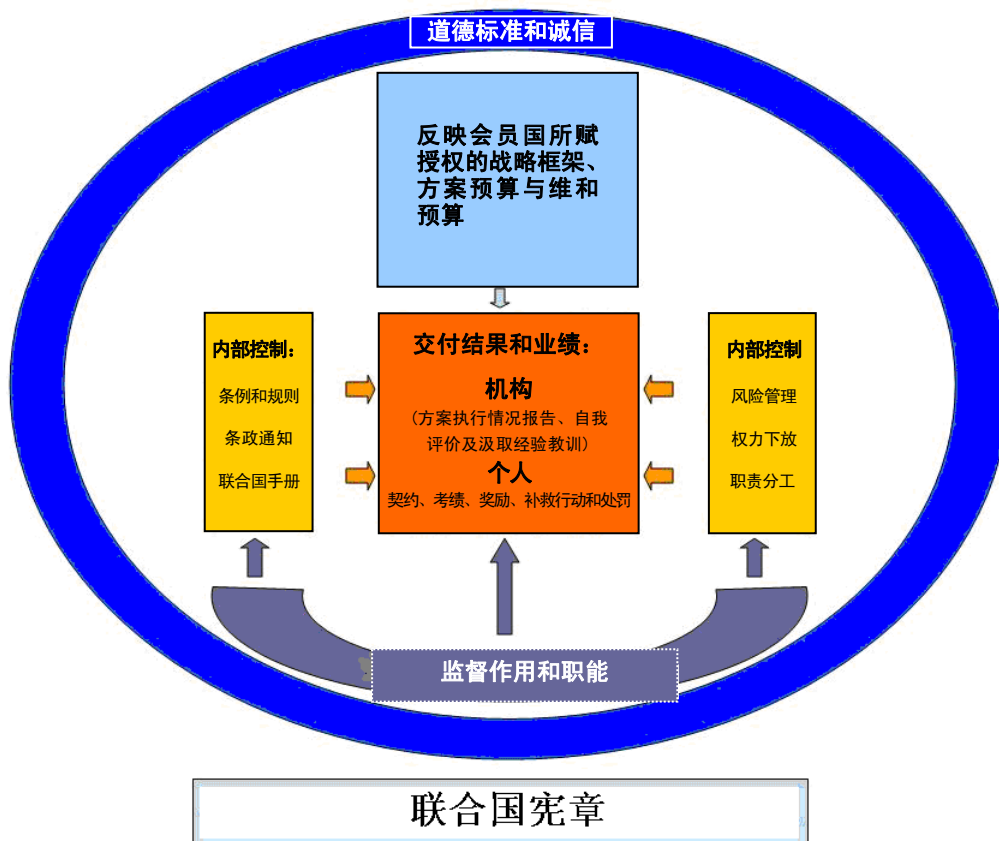 道德标准和诚信
反映会员国所赋
授权的战略框架、
方案预算与维和
预算
内部控制：
条例和规则
条政通知
联合国手册
交付结果和业绩：
机构
（方案执行情况报告、自我
评价及汲取经验教训）
个人
契约、考绩、奖励、补救行动和处罚
内部控制
风险管理
权力下放
职责分工
监督作用和职能
联合国宪章